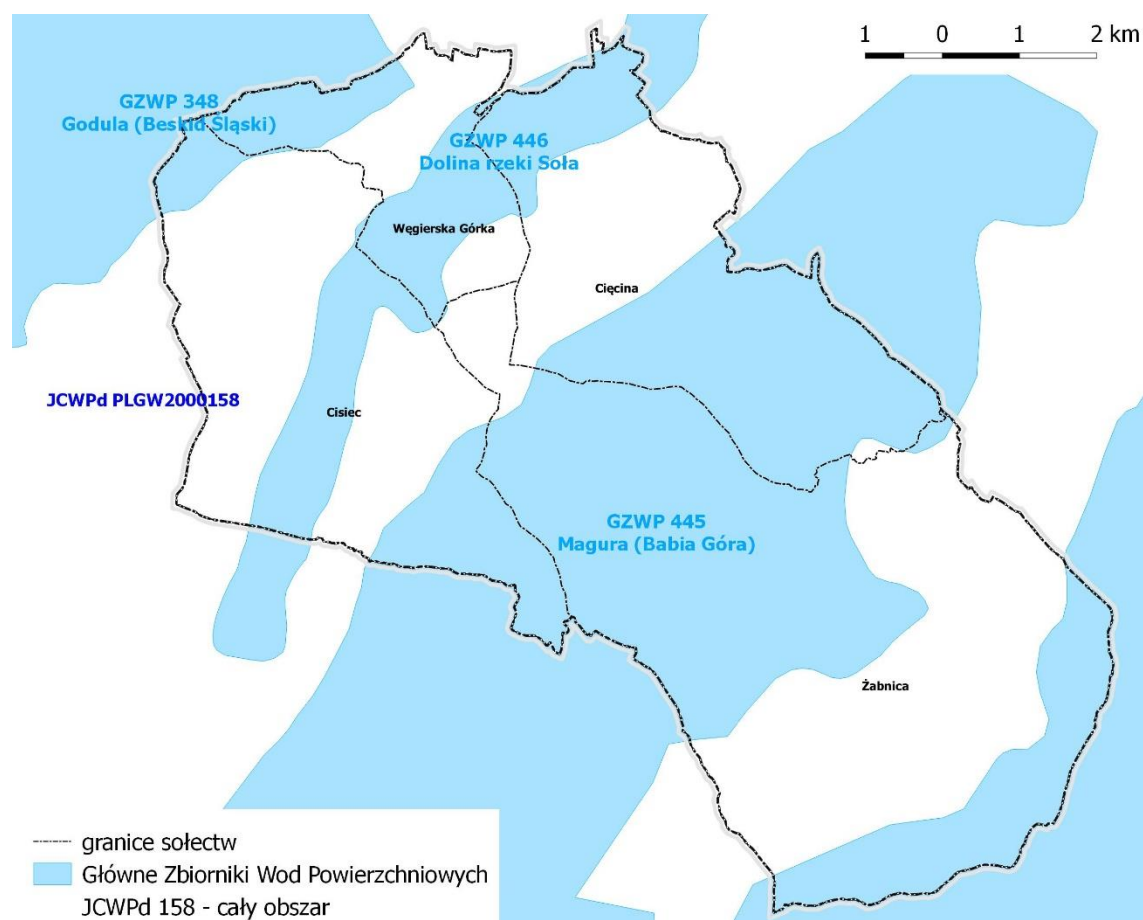 1 0 1 2 km
GZWP 348
Godula (Beskid Śląski)
GZWP 446
Dolina rzeki Soła
Węgierska Górka
Cięcina
JCWPd PLGW2000158
Cisiec
GZWP 445
Magura (Babia Góra)
Żabnica
granice sołectw
Główne Zbiorniki Wod Powierzchniowych
JCWPd 158 - cały obszar